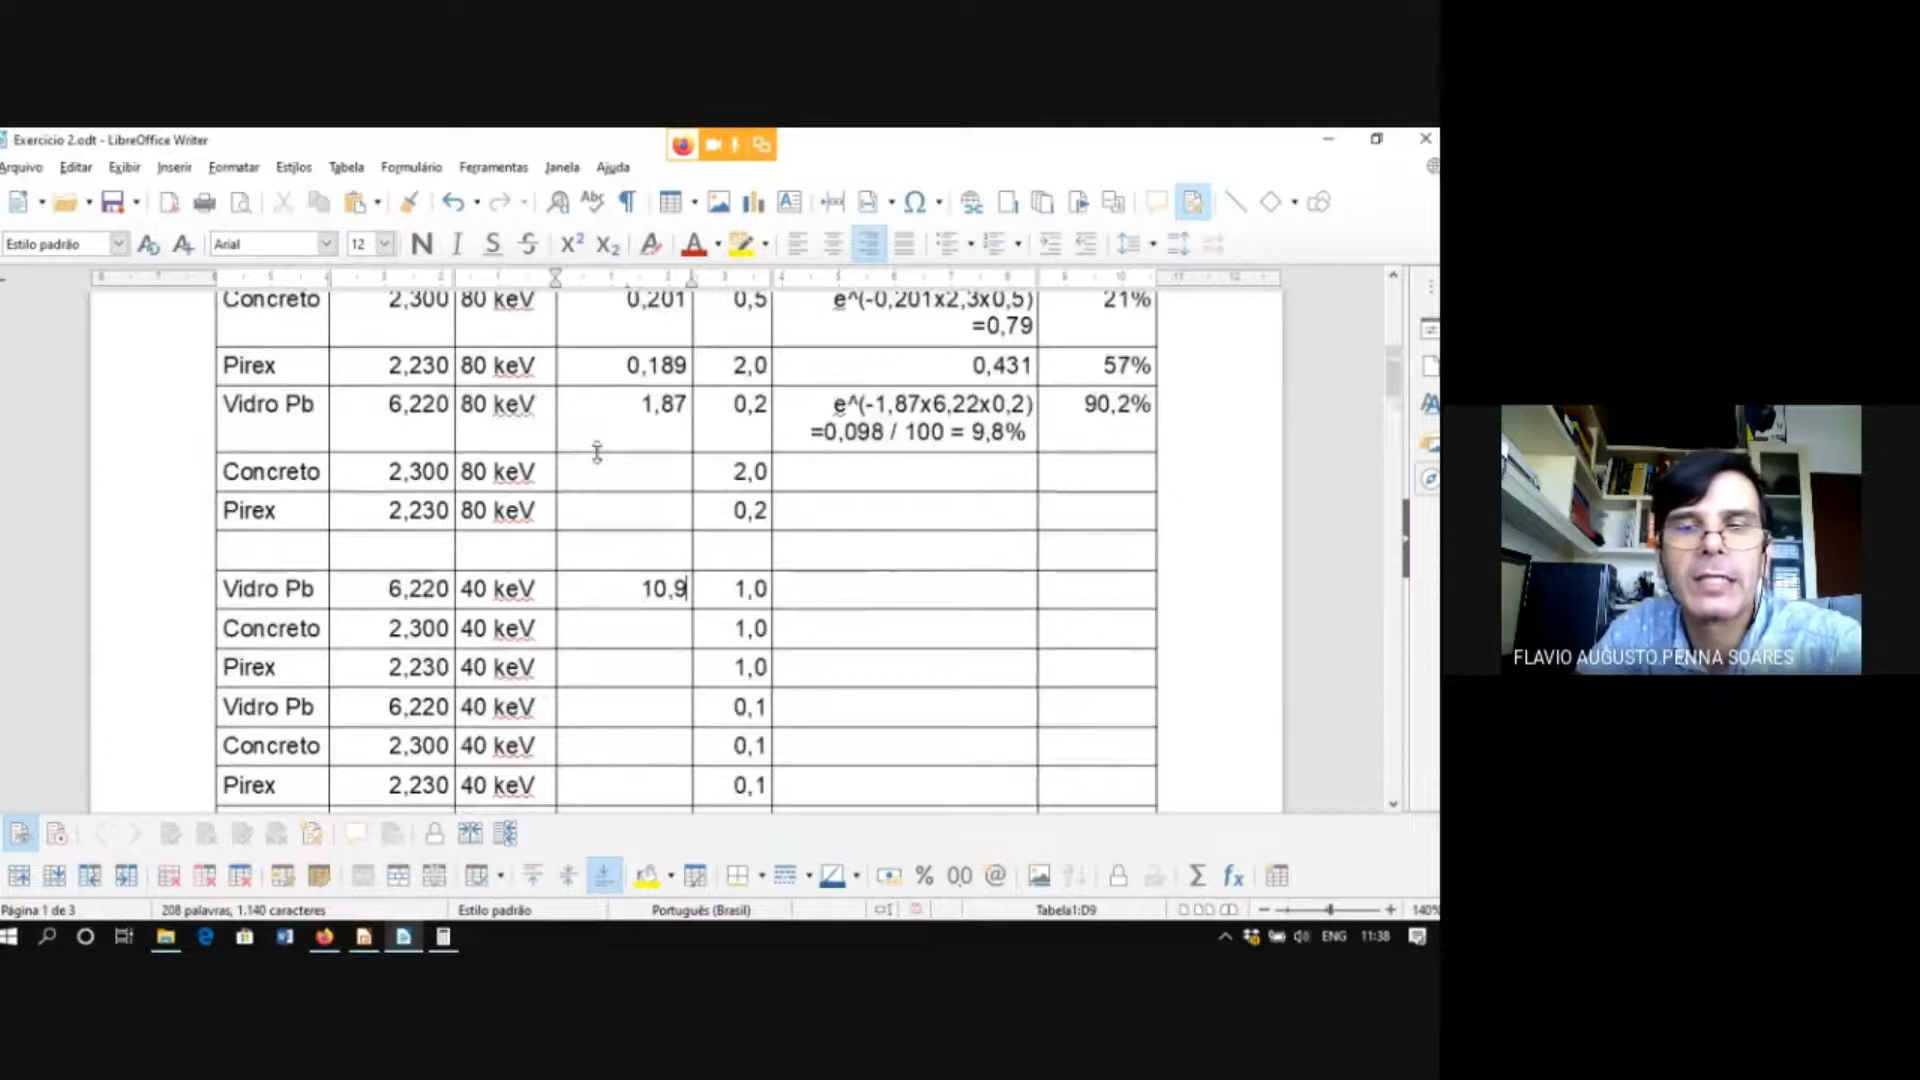 Exercicio 2.odt - LibreOffice Writer
Arquivo Editar Exibir Inserir Formatar Estilos Tabela Formulário Ferramentas Janela Ajuda
Estilo padrão Arial 12 N I S S X² X₂
Concreto 2,300 80 keV 0,201 0,5 e^(-0,201x2,3x0,5) 21%
=0,79
Pirex 2,230 80 keV 0,189 2,0 0,431 57%
Vidro Pb 6,220 80 keV 1,87 0,2 e^(-1,87x6,22x0,2) 90,2%
=0,098 / 100 = 9,8%
Concreto 2,300 80 keV 2,0
Pirex 2,230 80 keV 0,2
Vidro Pb 6,220 40 keV 10,9 1,0
Concreto 2,300 40 keV 1,0
Pirex 2,230 40 keV 1,0
Vidro Pb 6,220 40 keV 0,1
Concreto 2,300 40 keV 0,1
Pirex 2,230 40 keV 0,1
Página 1 de 3 208 palavras, 1.140 caracteres Estilo padrão Português (Brasil) Tabela1:D9 140%
ENG 11:38
FLAVIO AUGUSTO PENNA SOARES